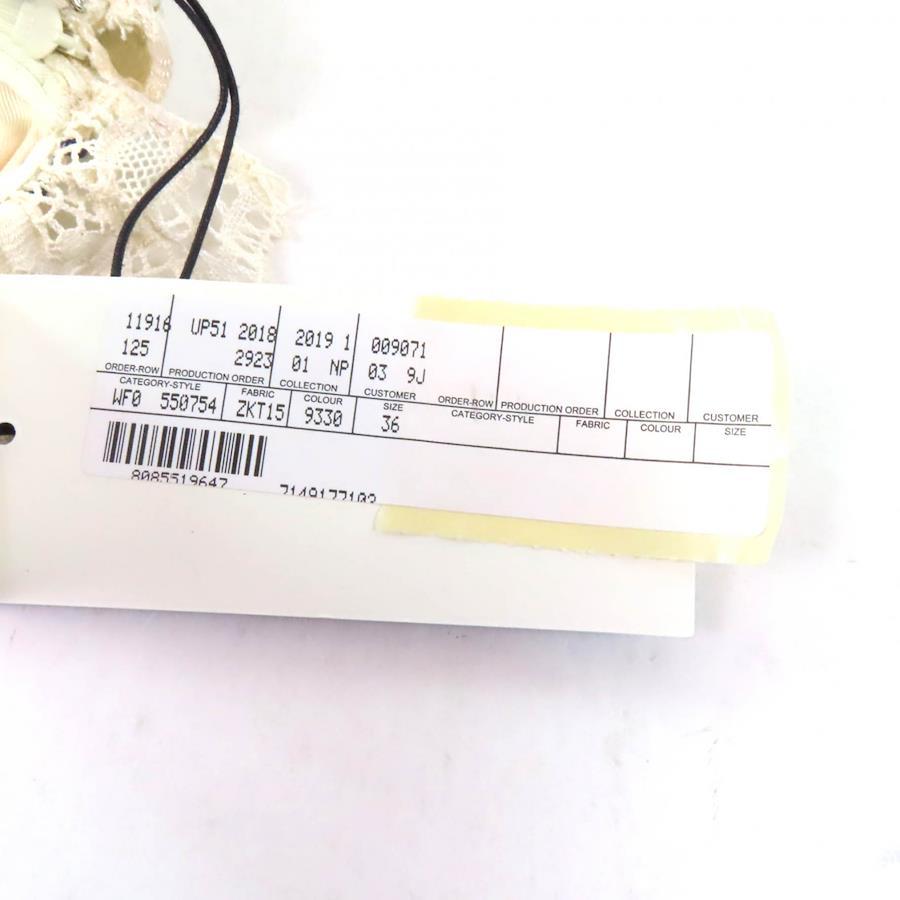 11916 UP51 2018 2019 1 009071
125 2923 01 NP 03 9J
ORDER-ROW PRODUCTION ORDER COLLECTION CUSTOMER ORDER-ROW PRODUCTION ORDER COLLECTION CUSTOMER
CATEGORY-STYLE FABRIC COLOUR SIZE CATEGORY-STYLE FABRIC COLOUR SIZE
WF0 550754 ZKT15 9330 36
8085519647 7149177103